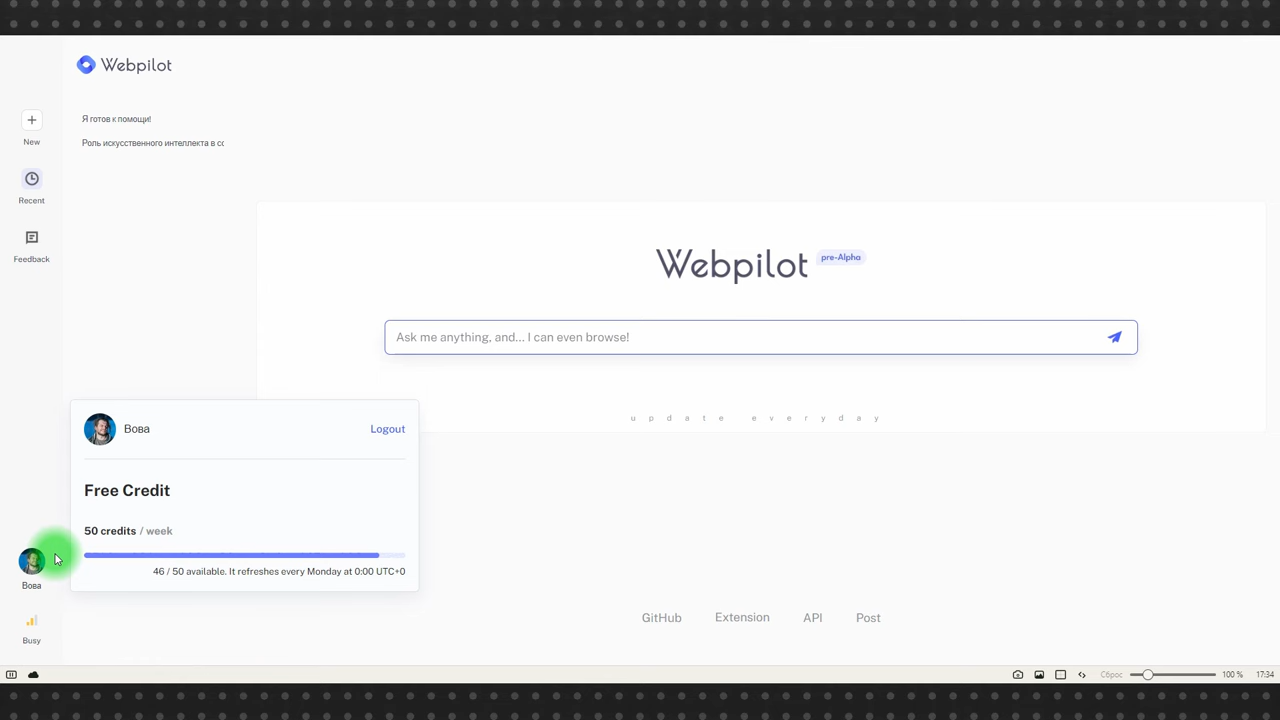 Webpilot
Я готов к помощи!
Роль искусственного интеллекта в сс
New
Recent
Feedback
Webpilot pre-Alpha
Ask me anything, and... I can even browse!
update everyday
Вова Logout
Free Credit
50 credits / week
46 / 50 available. It refreshes every Monday at 0:00 UTC+0
Вова
Busy
GitHub Extension API Post
Сброс 100 % 17:34